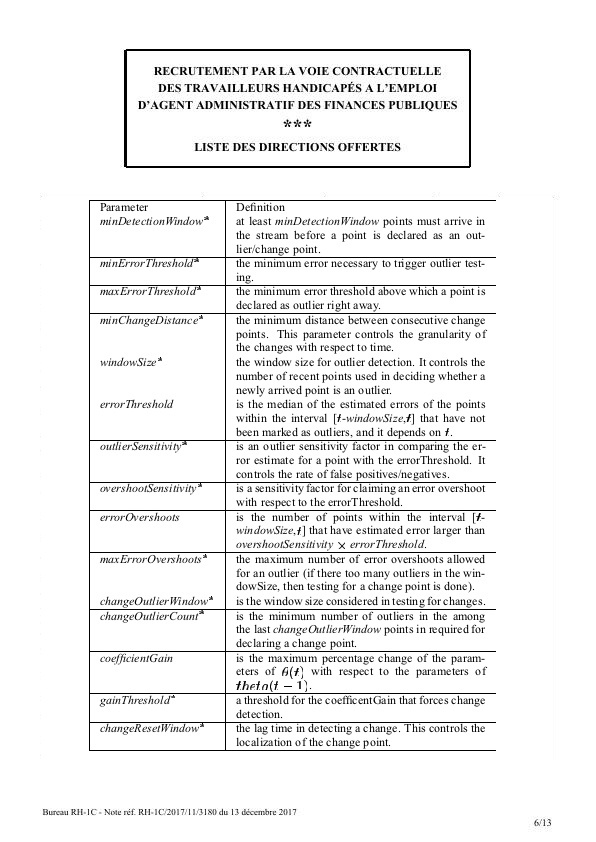 RECRUTEMENT PAR LA VOIE CONTRACTUELLE
DES TRAVAILLEURS HANDICAPÉS A L'EMPLOI
D'AGENT ADMINISTRATIF DES FINANCES PUBLIQUES
***
LISTE DES DIRECTIONS OFFERTES
Parameter Definition
minDetectionWindow* at least minDetectionWindow points must arrive in
the stream before a point is declared as an out-
lier/change point.
minErrorThreshold* the minimum error necessary to trigger outlier test-
ing.
maxErrorThreshold* the minimum error threshold above which a point is
declared as outlier right away.
minChangeDistance* the minimum distance between consecutive change
points. This parameter controls the granularity of
the changes with respect to time.
windowSize* the window size for outlier detection. It controls the
number of recent points used in deciding whether a
newly arrived point is an outlier.
errorThreshold is the median of the estimated errors of the points
within the interval [t-windowSize,t] that have not
been marked as outliers, and it depends on t.
outlierSensitivity* is an outlier sensitivity factor in comparing the er-
ror estimate for a point with the errorThreshold. It
controls the rate of false positives/negatives.
overshootSensitivity* is a sensitivity factor for claiming an error overshoot
with respect to the errorThreshold.
errorOvershoots is the number of points within the interval [t-
windowSize,t] that have estimated error larger than
overshootSensitivity × errorThreshold.
maxErrorOvershoots* the maximum number of error overshoots allowed
for an outlier (if there too many outliers in the win-
dowSize, then testing for a change point is done).
changeOutlierWindow* is the window size considered in testing for changes.
changeOutlierCount* is the minimum number of outliers in the among
the last changeOutlierWindow points in required for
declaring a change point.
coefficientGain is the maximum percentage change of the param-
eters of θ(t) with respect to the parameters of
theta(t − 1).
gainThreshold* a threshold for the coefficentGain that forces change
detection.
changeResetWindow* the lag time in detecting a change. This controls the
localization of the change point.
Bureau RH-1C - Note réf. RH-1C/2017/11/3180 du 13 décembre 2017
6/13